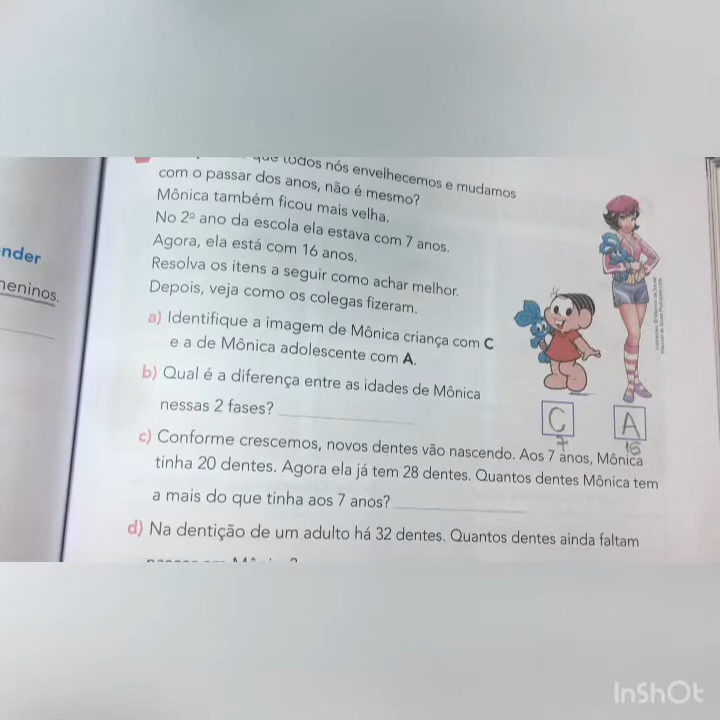 que todos nós envelhecemos e mudamos
com o passar dos anos, não é mesmo?
Mônica também ficou mais velha.
No 2º ano da escola ela estava com 7 anos.
Agora, ela está com 16 anos.
Resolva os itens a seguir como achar melhor.
Depois, veja como os colegas fizeram.
a) Identifique a imagem de Mônica criança com C
e a de Mônica adolescente com A.
b) Qual é a diferença entre as idades de Mônica
nessas 2 fases?
C A
7 16
c) Conforme crescemos, novos dentes vão nascendo. Aos 7 anos, Mônica
tinha 20 dentes. Agora ela já tem 28 dentes. Quantos dentes Mônica tem
a mais do que tinha aos 7 anos?
d) Na dentição de um adulto há 32 dentes. Quantos dentes ainda faltam
nder
meninos.
InShOt